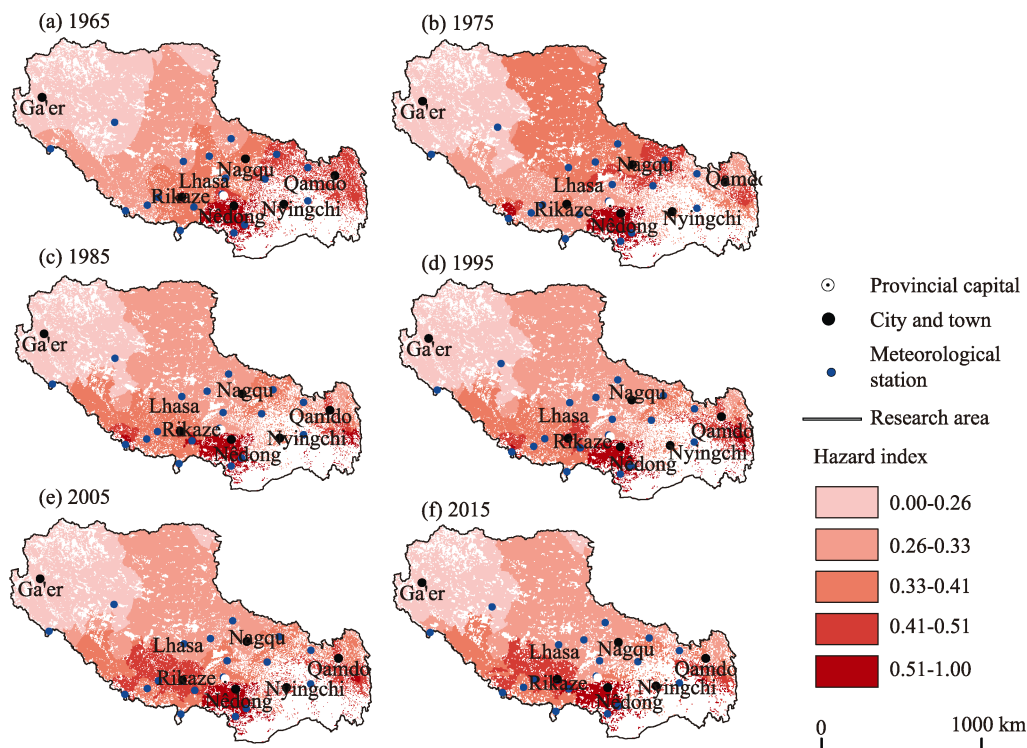 (a) 1965
Ga'er
Nagqu
Lhasa
Qamdo
Rikaze
Nyingchi
Nedong
(b) 1975
Ga'er
Nagqu
Lhasa
Qamdo
Rikaze
Nyingchi
Nedong
(c) 1985
Ga'er
Nagqu
Lhasa
Qamdo
Rikaze
Nyingchi
Nedong
(d) 1995
Ga'er
Nagqu
Lhasa
Qamdo
Rikaze
Nyingchi
Nedong
(e) 2005
Ga'er
Nagqu
Lhasa
Qamdo
Rikaze
Nyingchi
Nedong
(f) 2015
Ga'er
Nagqu
Lhasa
Qamdo
Rikaze
Nyingchi
Nedong
Provincial capital
City and town
Meteorological
station
Research area
Hazard index
0.00-0.26
0.26-0.33
0.33-0.41
0.41-0.51
0.51-1.00
0 1000 km